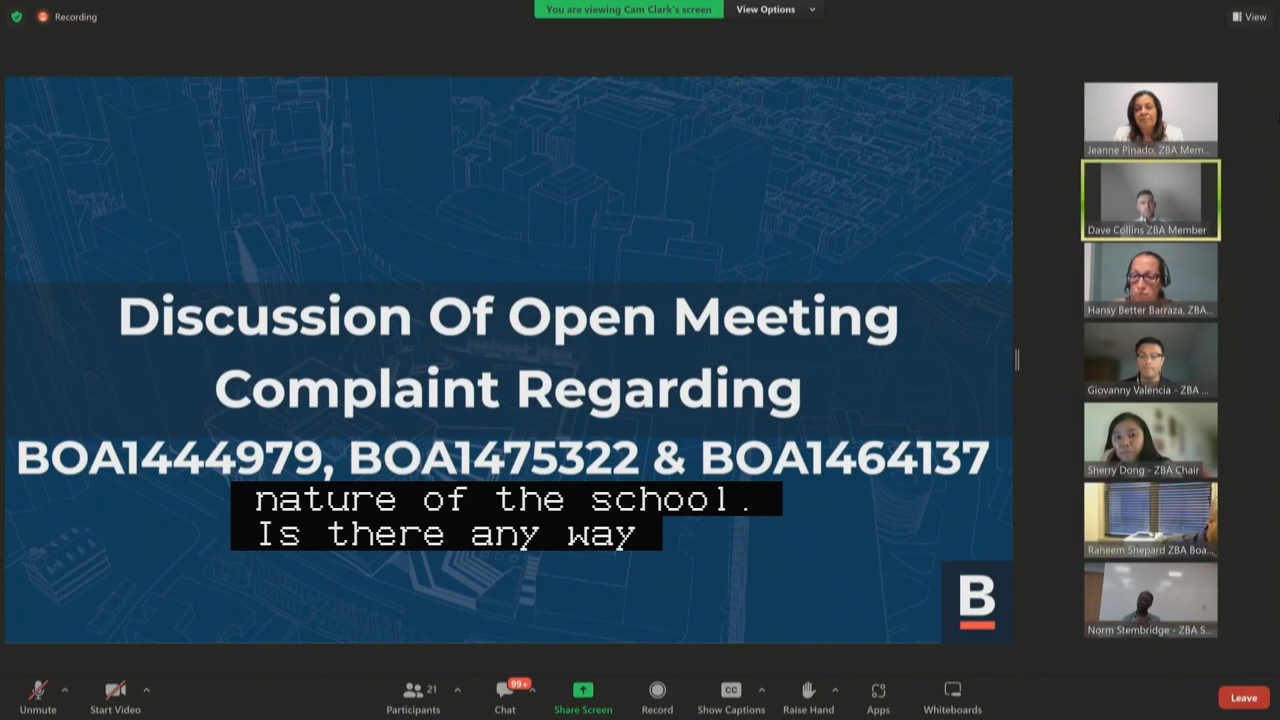 Recording
You are viewing Cam Clark's screen
View Options
View
Discussion Of Open Meeting
Complaint Regarding
BOA1444979, BOA1475322 & BOA1464137
nature of the school.
Is there any way
B
Jeanne Pinado, ZBA Mem...
Dave Collins ZBA Member
Hansy Better Barraza, ZBA...
Giovanny Valencia - ZBA ...
Sherry Dong - ZBA Chair
Raheem Shepard ZBA Boa...
Norm Stembridge - ZBA S...
Unmute
Start Video
21
Participants
99+
Chat
Share Screen
Record
CC
Show Captions
Raise Hand
Apps
Whiteboards
Leave